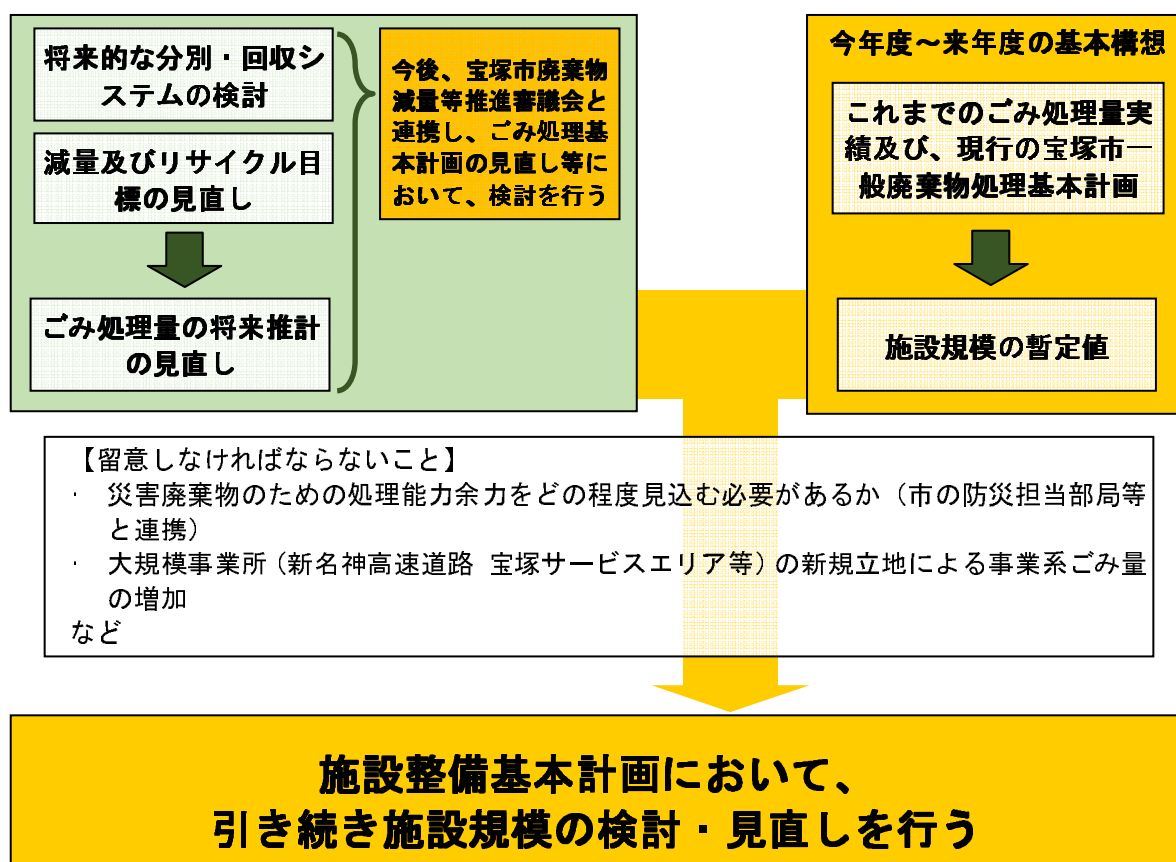 将来的な分別・回収シ
ステムの検討
減量及びリサイクル目
標の見直し
ごみ処理量の将来推計
の見直し
今後、宝塚市廃棄物
減量等推進審議会と
連携し、ごみ処理基
本計画の見直し等に
おいて、検討を行う
今年度～来年度の基本構想
これまでのごみ処理量実
績及び、現行の宝塚市一
般廃棄物処理基本計画
施設規模の暫定値
【留意しなければならないこと】
・ 災害廃棄物のための処理能力余力をどの程度見込む必要があるか（市の防災担当部局等
と連携）
・ 大規模事業所（新名神高速道路 宝塚サービスエリア等）の新規立地による事業系ごみ量
の増加
など
施設整備基本計画において、
引き続き施設規模の検討・見直しを行う